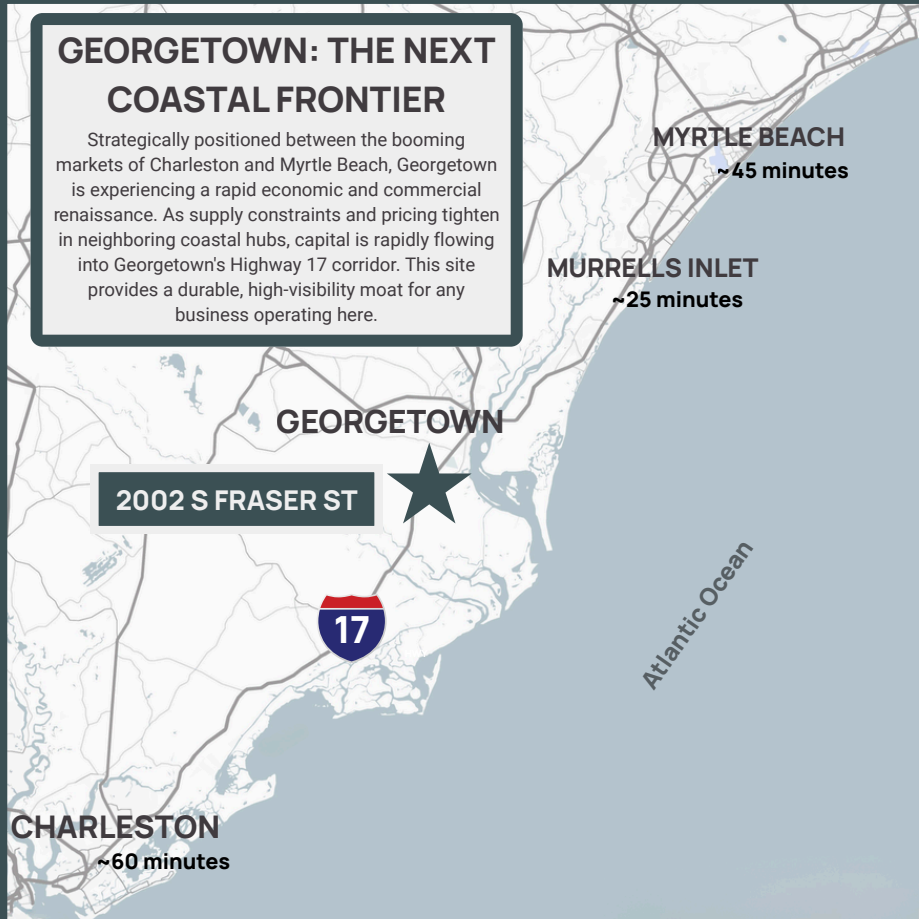 GEORGETOWN: THE NEXT
COASTAL FRONTIER
Strategically positioned between the booming
markets of Charleston and Myrtle Beach, Georgetown
is experiencing a rapid economic and commercial
renaissance. As supply constraints and pricing tighten
in neighboring coastal hubs, capital is rapidly flowing
into Georgetown's Highway 17 corridor. This site
provides a durable, high-visibility moat for any
business operating here.
MYRTLE BEACH
~45 minutes
MURRELLS INLET
~25 minutes
GEORGETOWN
2002 S FRASER ST
17
Atlantic Ocean
CHARLESTON
~60 minutes